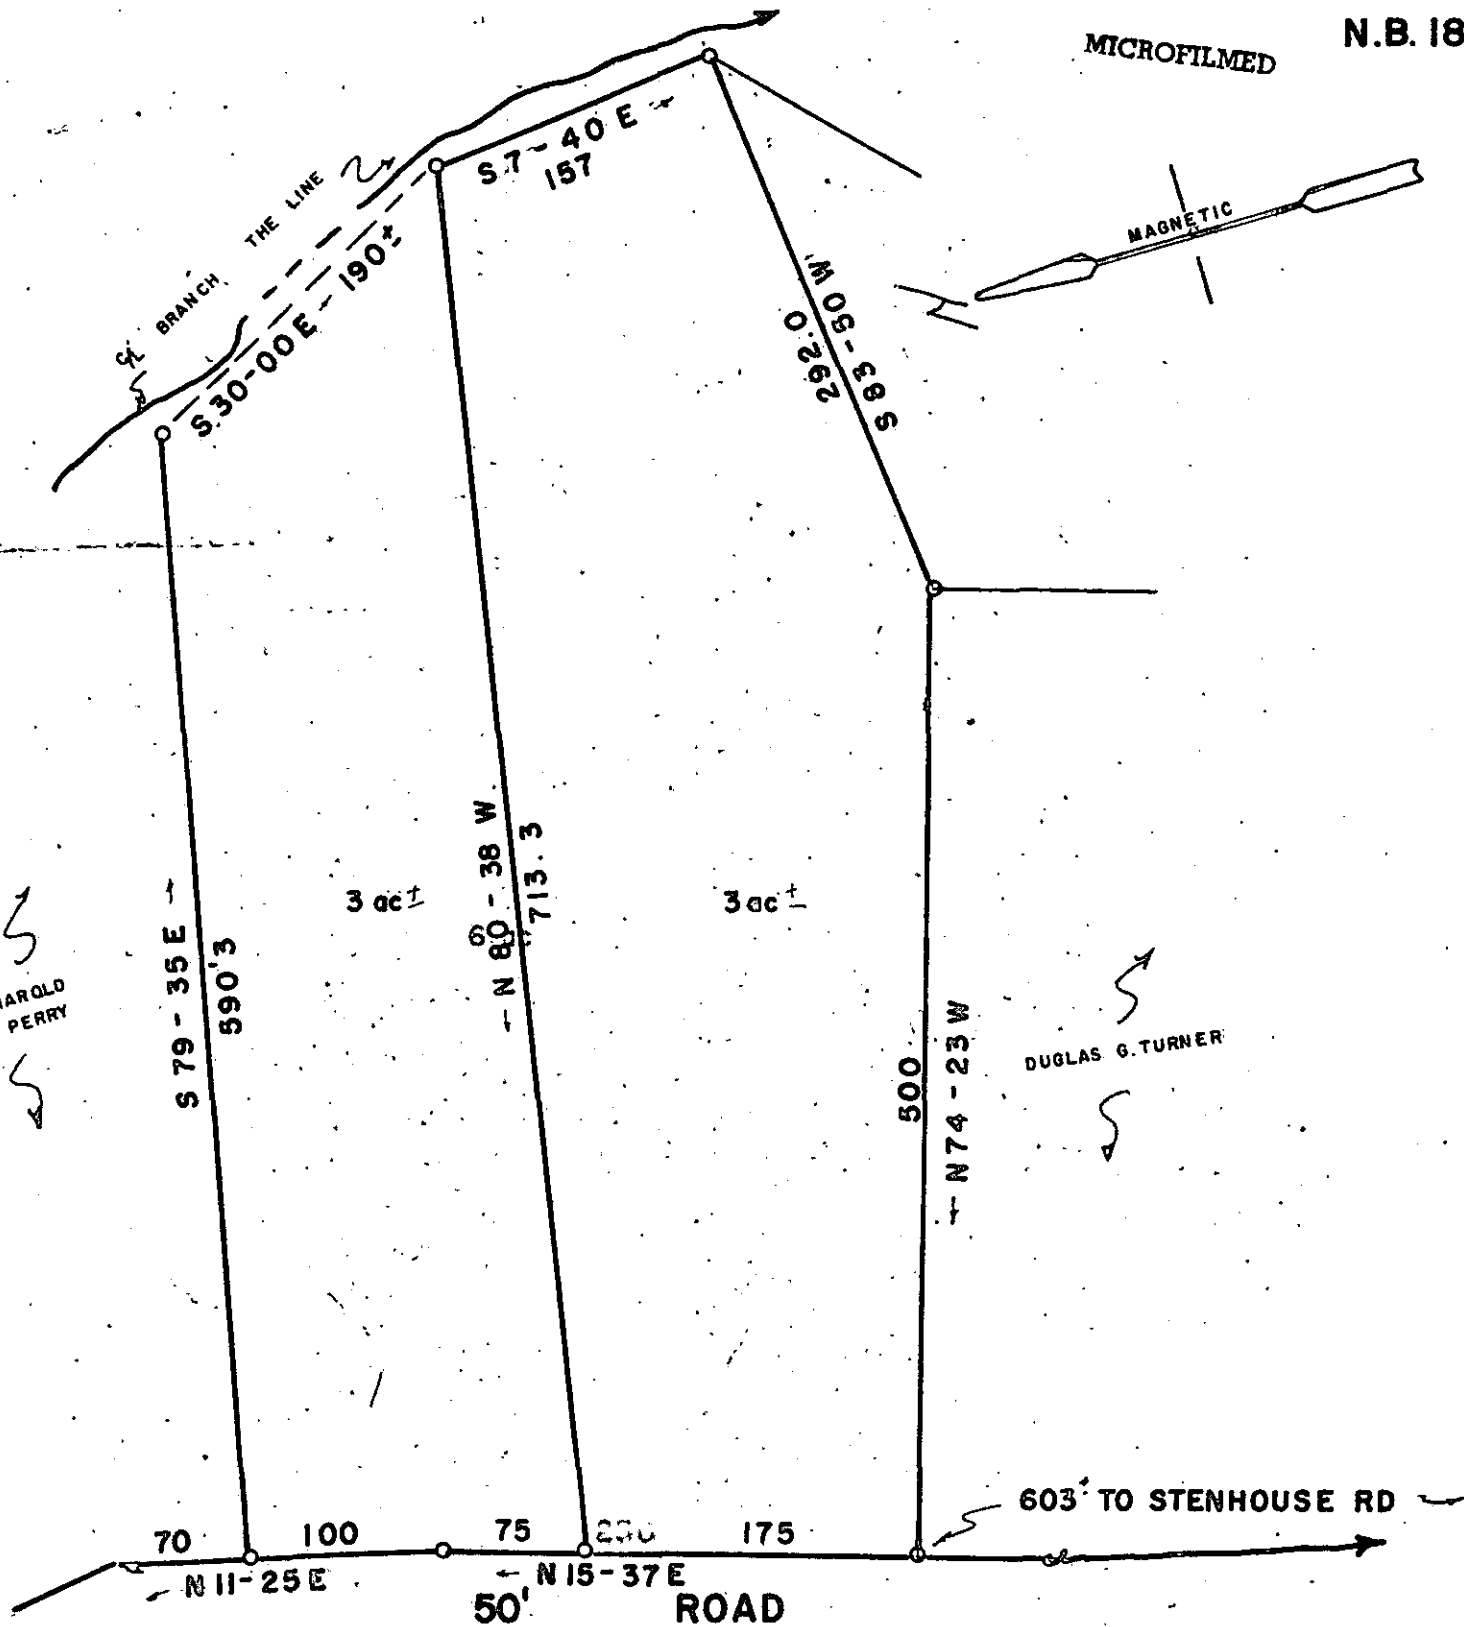 N.B. 18
MICROFILMED
S.7-40 E
157
THE LINE
BRANCH
S.30-00 E 190±
MAGNETIC
S 83-50 W
292.0
N 80-38 W
713.3
3 ac±
3 ac±
S 79-35 E
590'3
HAROLD
PERRY
500
N74-23 W
DUGLAS G. TURNER
603± TO STENHOUSE RD
70
100
75
175
N 11-25 E
N 15-37 E
50' ROAD